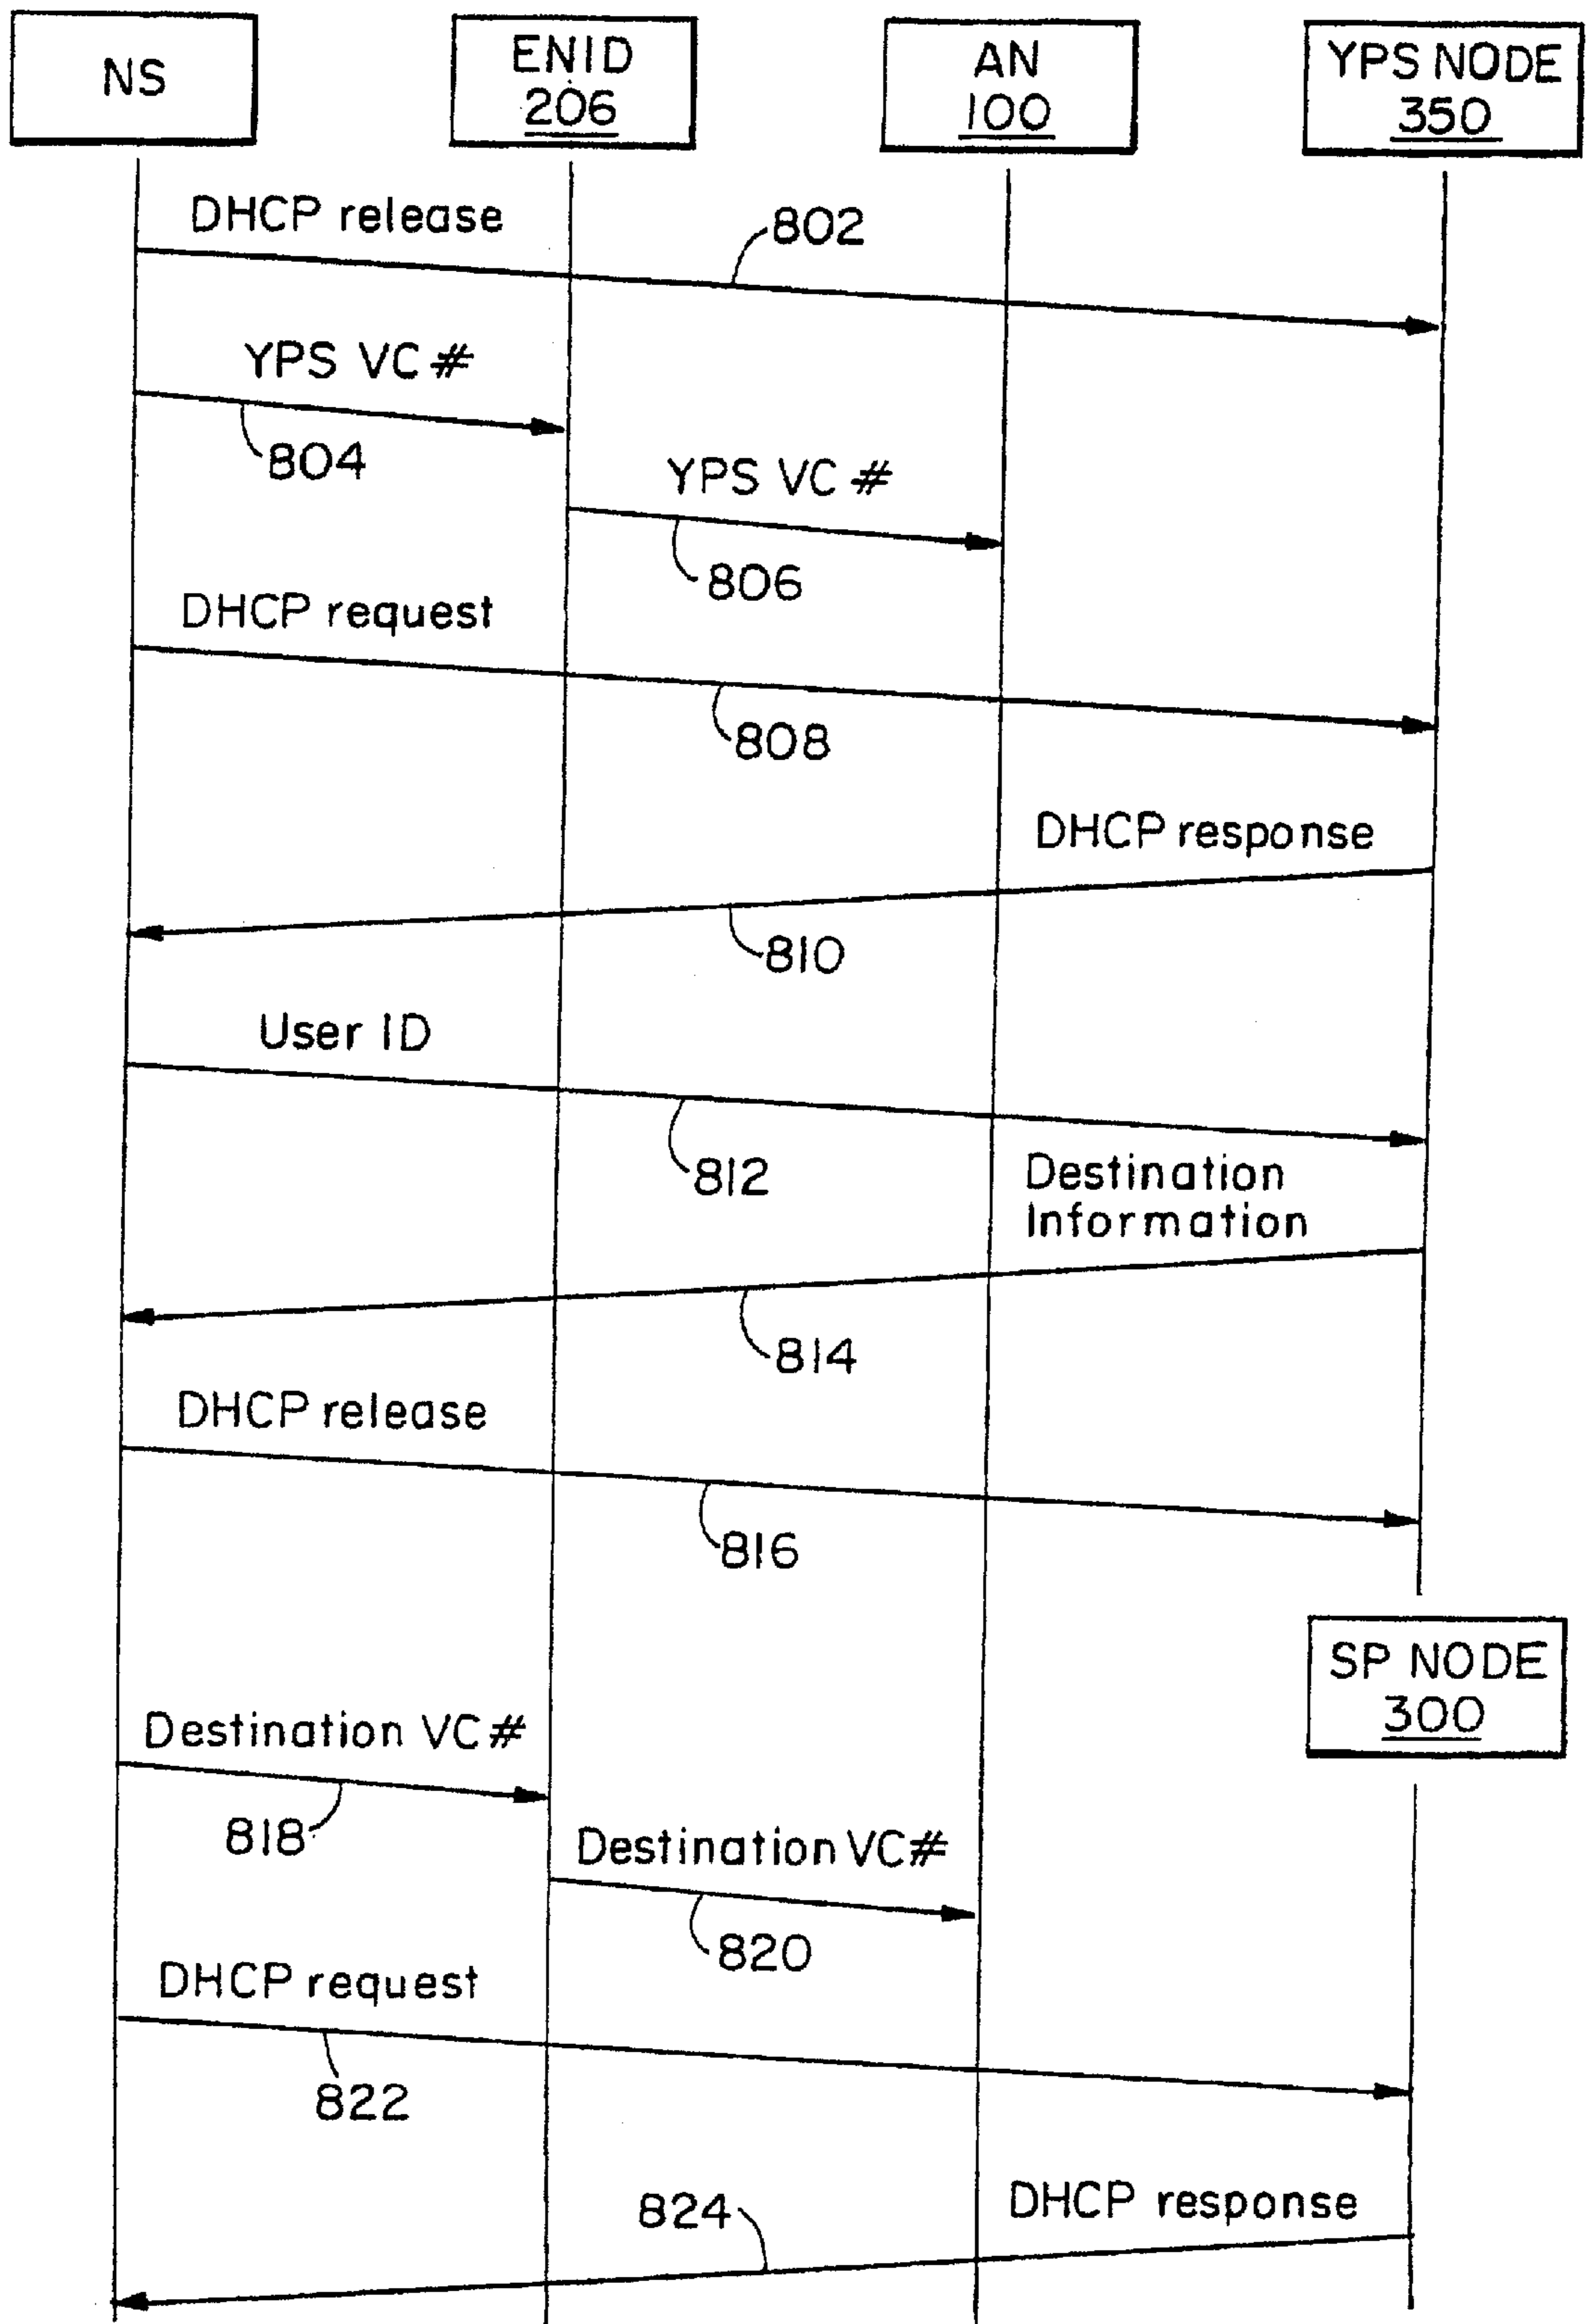 NS
ENID
206
AN
100
YPS NODE
350
DHCP release
802
YPS VC #
804
YPS VC #
806
DHCP request
808
DHCP response
810
User ID
812
Destination
Information
814
DHCP release
816
SP NODE
300
Destination VC#
818
Destination VC#
820
DHCP request
822
824
DHCP response